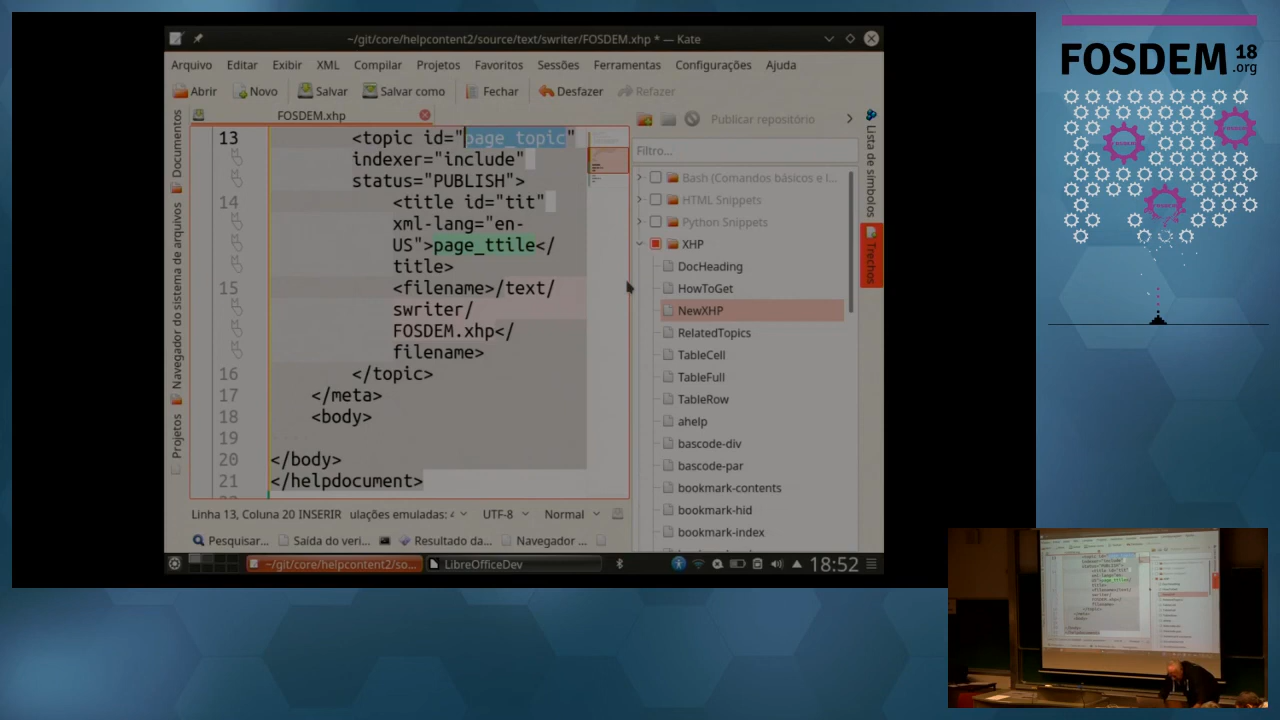 ~/git/core/helpcontent2/source/text/swriter/FOSDEM.xhp * — Kate
Arquivo Editar Exibir XML Compilar Projetos Favoritos Sessões Ferramentas Configurações Ajuda
Abrir Novo Salvar Salvar como Fechar Desfazer Refazer
FOSDEM.xhp
Publicar repositório
Documentos
Navegador do sistema de arquivos
Projetos
13 <topic id="page_topic"
indexer="include"
status="PUBLISH">
14 <title id="tit"
xml-lang="en-
US">page_ttile</
title>
15 <filename>/text/
swriter/
FOSDEM.xhp</
filename>
16 </topic>
17 </meta>
18 <body>
19
20 </body>
21 </helpdocument>
Filtro...
Bash (Comandos básicos e l...
HTML Snippets
Python Snippets
XHP
DocHeading
HowToGet
NewXHP
RelatedTopics
TableCell
TableFull
TableRow
ahelp
bascode-div
bascode-par
bookmark-contents
bookmark-hid
bookmark-index
Lista de símbolos
Trechos
Linha 13, Coluna 20 INSERIR ulações emuladas: UTF-8 Normal
Pesquisar... Saída do veri... Resultado da... Navegador ...
~/git/core/helpcontent2/so... LibreOfficeDev 18:52
FOSDEM 18
.org